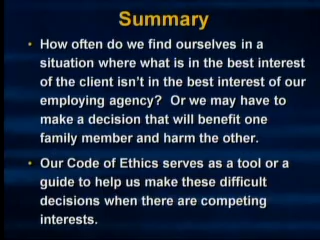 Summary
• How often do we find ourselves in a
situation where what is in the best interest
of the client isn't in the best interest of our
employing agency?  Or we may have to
make a decision that will benefit one
family member and harm the other.
• Our Code of Ethics serves as a tool or a
guide to help us make these difficult
decisions when there are competing
interests.